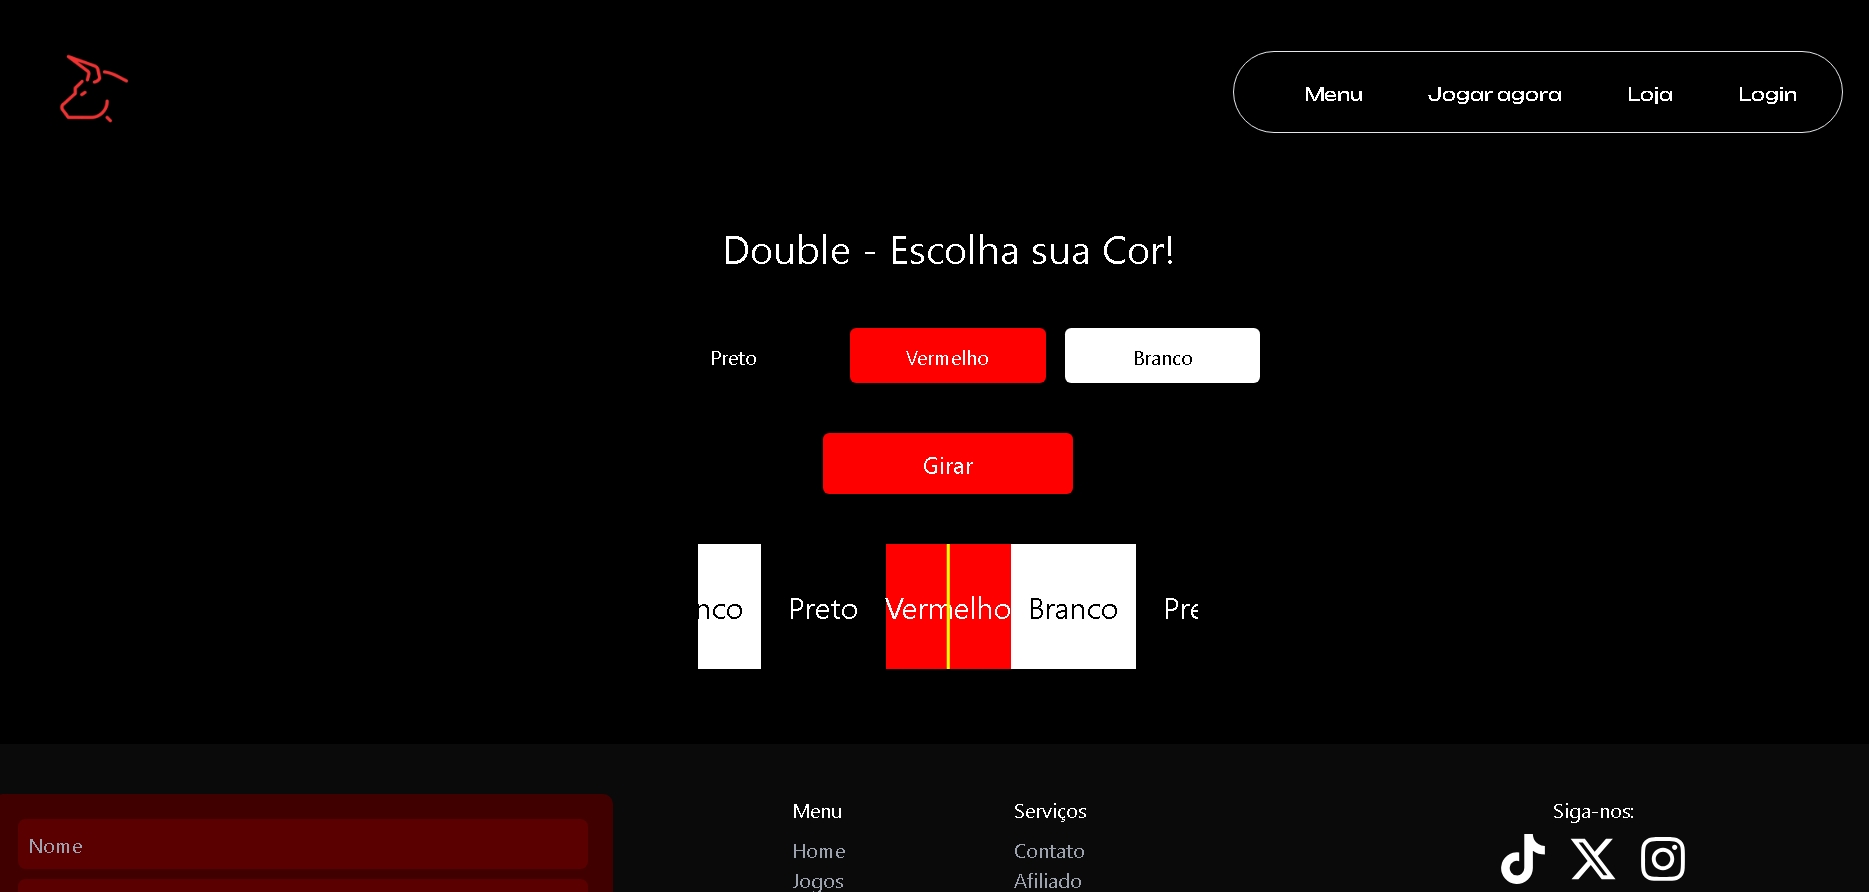 Menu Jogar agora Loja Login
Double - Escolha sua Cor!
Preto Vermelho Branco
Girar
nco Preto Vermelho Branco Pre
Nome
Menu
Home
Jogos
Serviços
Contato
Afiliado
Siga-nos: